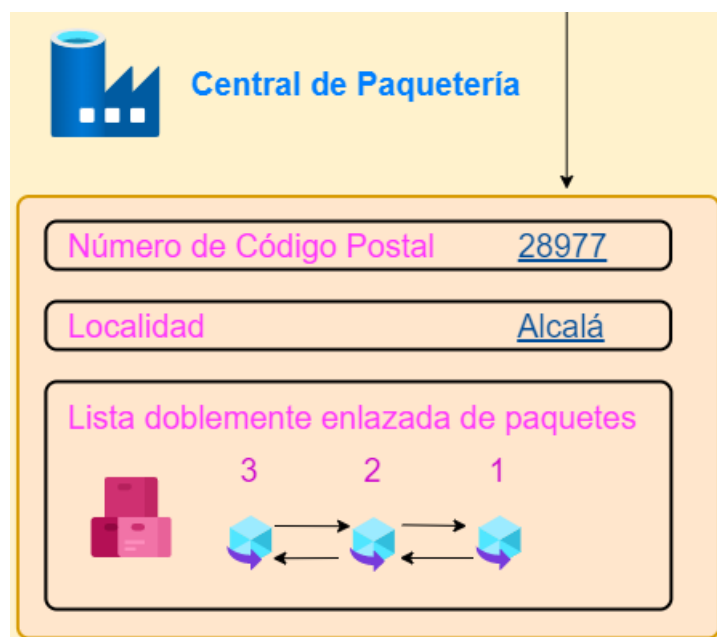 Central de Paquetería
Número de Código Postal 28977
Localidad Alcalá
Lista doblemente enlazada de paquetes
3 2 1